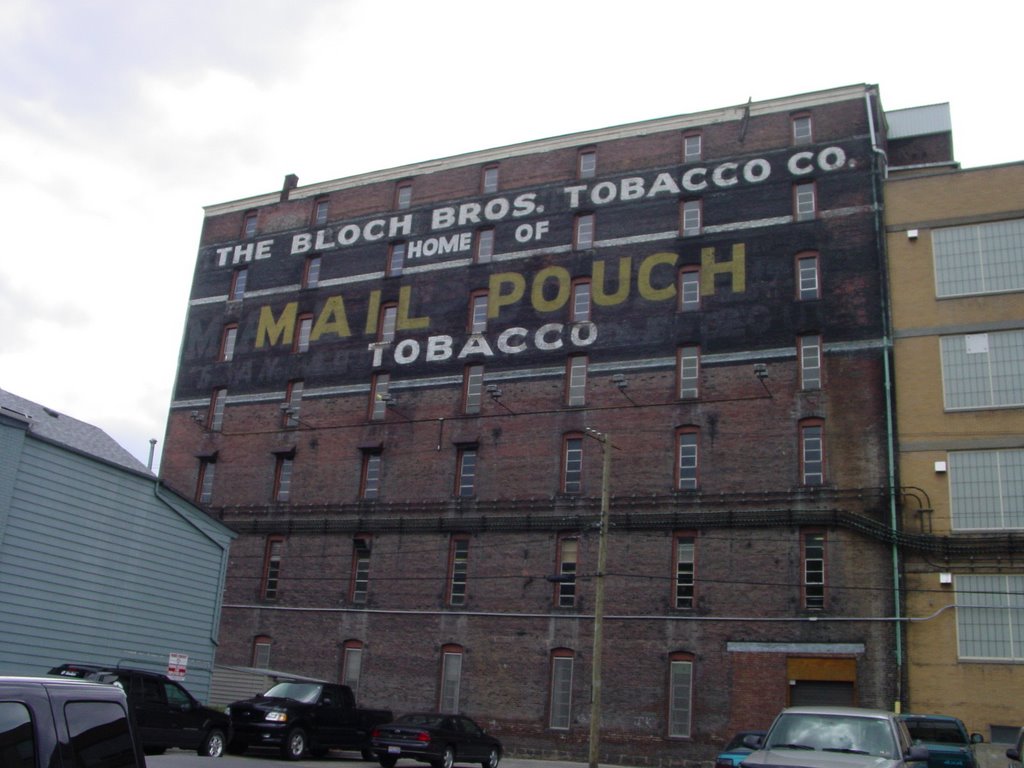 THE BLOCH BROS. TOBACCO CO.
HOME OF
MAIL POUCH
TOBACCO